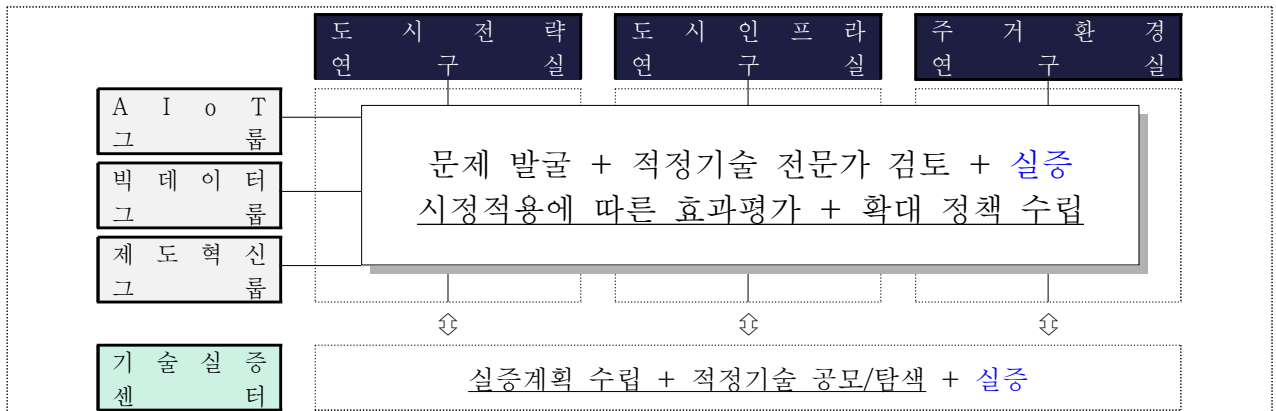 도 시 전 략
연 구 실
도 시 인 프 라
연 구 실
주 거 환 경
연 구 실
A I o T
그 룹
빅 데 이 터
그 룹
제 도 혁 신
그 룹
문제 발굴 + 적정기술 전문가 검토 + 실증
시정적용에 따른 효과평가 + 확대 정책 수립
기 술 실 증
센 터
실증계획 수립 + 적정기술 공모/탐색 + 실증